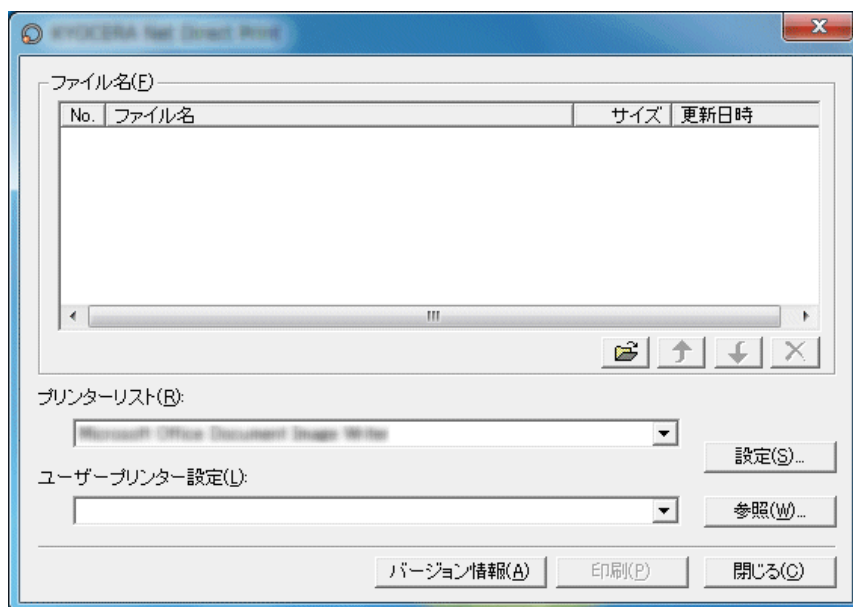 ファイル名(F)
No. ファイル名 サイズ 更新日時
プリンターリスト(R):
設定(S)...
ユーザープリンター設定(L):
参照(W)...
バージョン情報(A) 印刷(P) 閉じる(C)